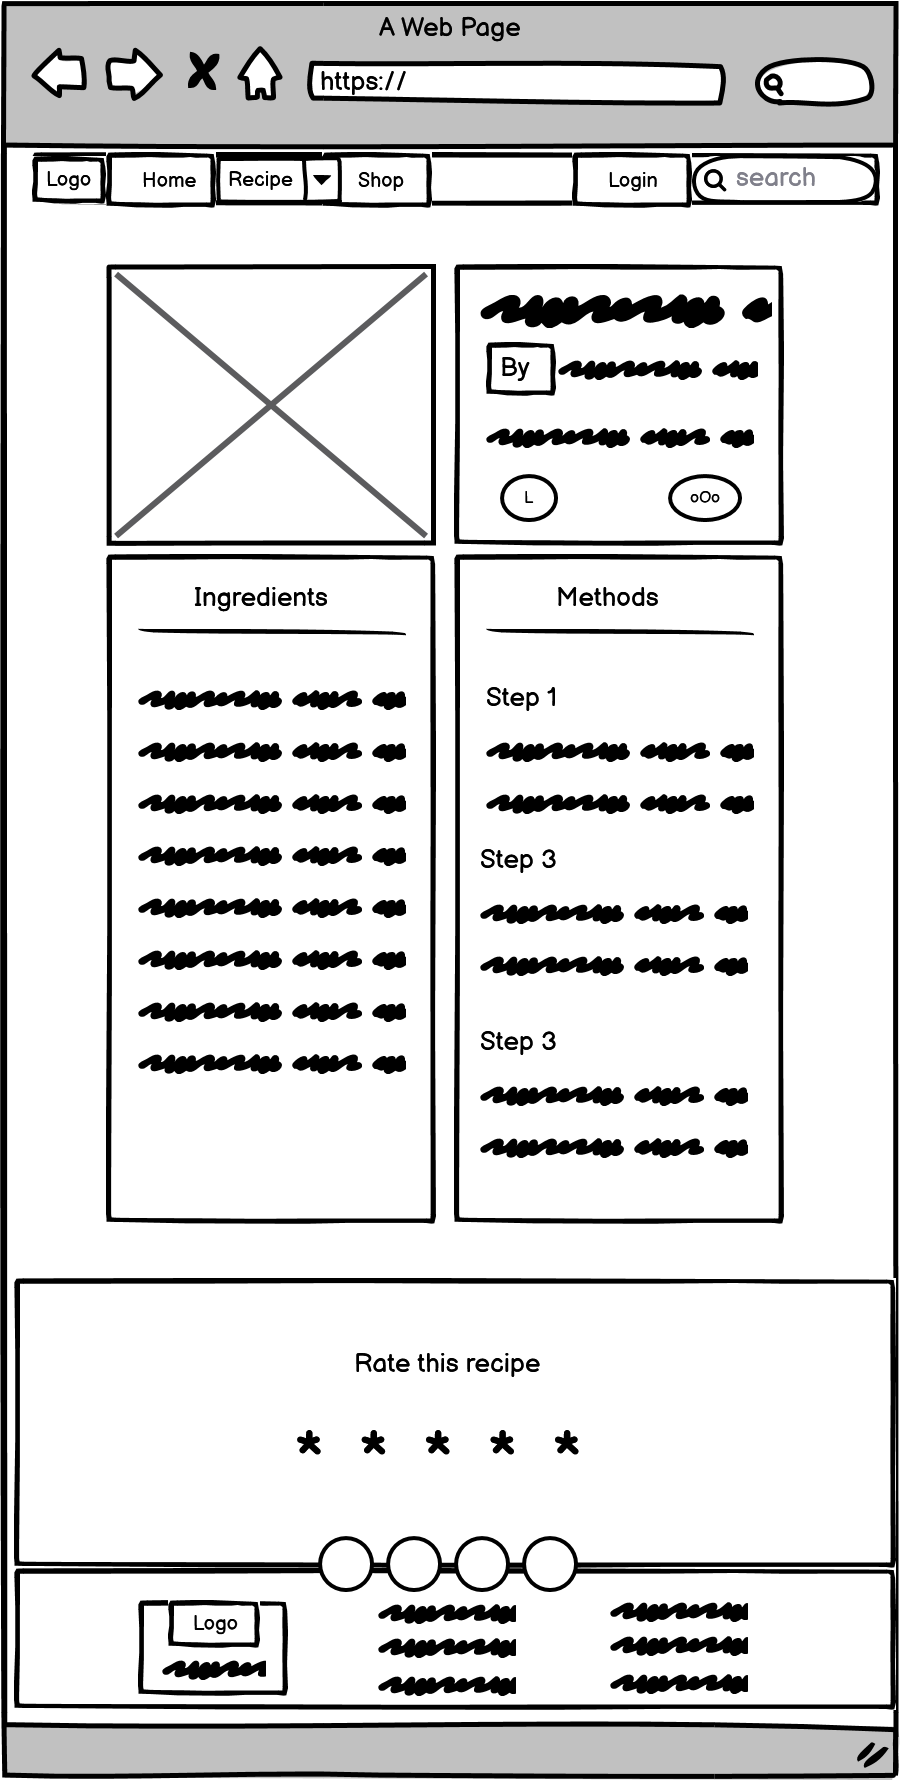 A Web Page
https://
Logo Home Recipe Shop Login search
By
L oOo
Ingredients
Methods
Step 1
Step 3
Step 3
Rate this recipe
* * * * *
Logo